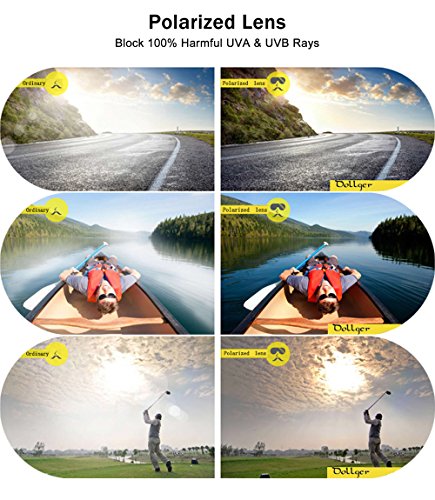 Polarized Lens
Block 100% Harmful UVA & UVB Rays
Ordinary
Polarized lens
Dollger
Ordinary
Polarized lens
Dollger
Ordinary
Polarized lens
Dollger